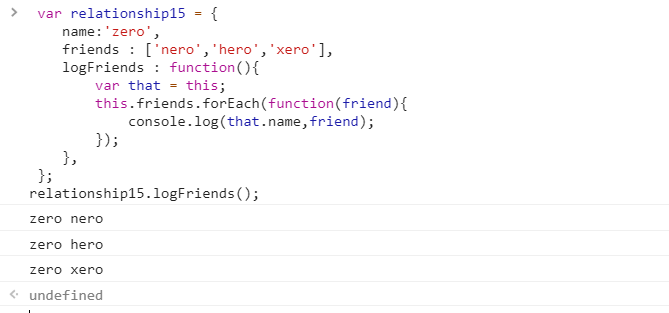 var relationship15 = {
name:'zero',
friends : ['nero','hero','xero'],
logFriends : function(){
var that = this;
this.friends.forEach(function(friend){
console.log(that.name,friend);
});
},
};
relationship15.logFriends();
zero nero
zero hero
zero xero
undefined